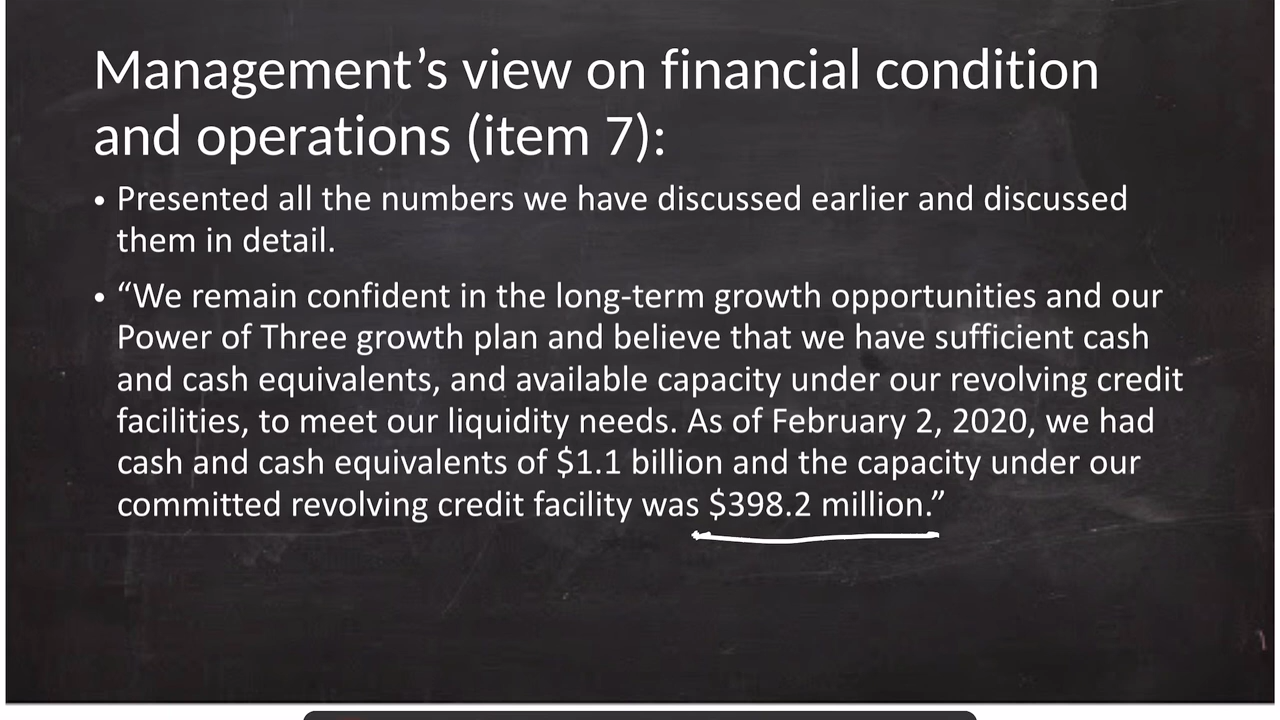 Management’s view on financial condition
and operations (item 7):
• Presented all the numbers we have discussed earlier and discussed
them in detail.
• “We remain confident in the long-term growth opportunities and our
Power of Three growth plan and believe that we have sufficient cash
and cash equivalents, and available capacity under our revolving credit
facilities, to meet our liquidity needs. As of February 2, 2020, we had
cash and cash equivalents of $1.1 billion and the capacity under our
committed revolving credit facility was $398.2 million.”